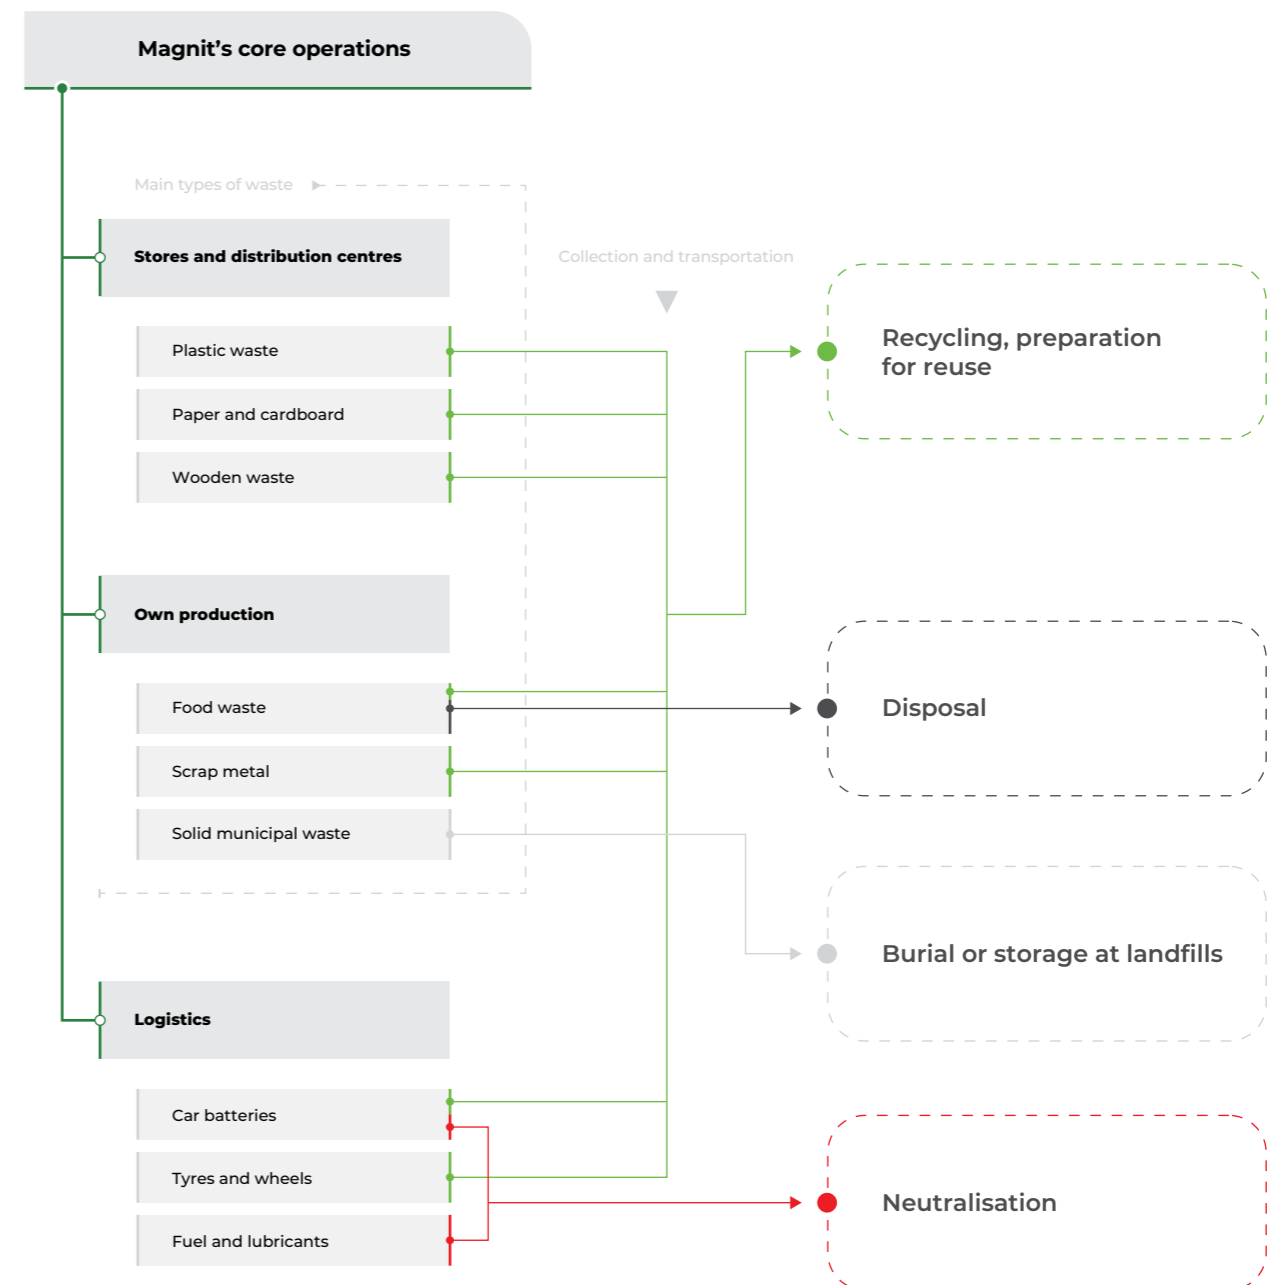 Magnit’s core operations
Main types of waste
Stores and distribution centres
Collection and transportation
Plastic waste
Paper and cardboard
Wooden waste
Recycling, preparation
for reuse
Own production
Food waste
Scrap metal
Solid municipal waste
Disposal
Burial or storage at landfills
Logistics
Car batteries
Tyres and wheels
Fuel and lubricants
Neutralisation